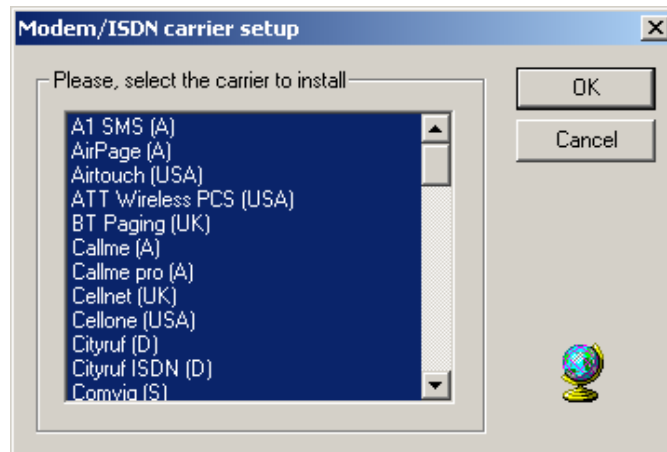 Modem/ISDN carrier setup
Please, select the carrier to install
A1 SMS (A)
AirPage (A)
Airtouch (USA)
ATT Wireless PCS (USA)
BT Paging (UK)
Callme (A)
Callme pro (A)
Cellnet (UK)
Cellone (USA)
Cityruf (D)
Cityruf ISDN (D)
Comviq (S)
OK
Cancel